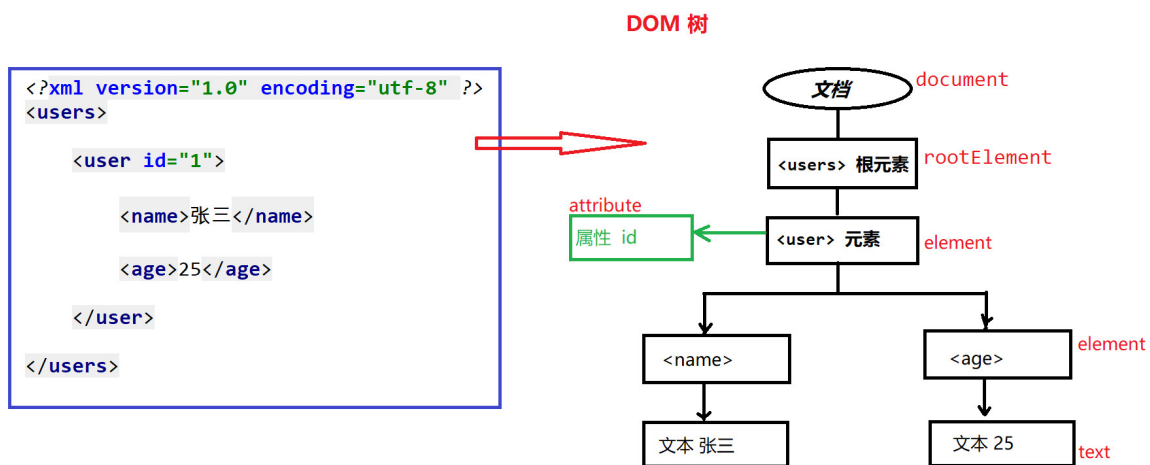 DOM 树
<?xml version="1.0" encoding="utf-8" ?>
<users>
<user id="1">
<name>张三</name>
<age>25</age>
</user>
</users>
文档
document
<users> 根元素
rootElement
attribute
属性 id
<user> 元素
element
<name>
<age>
element
文本 张三
文本 25
text